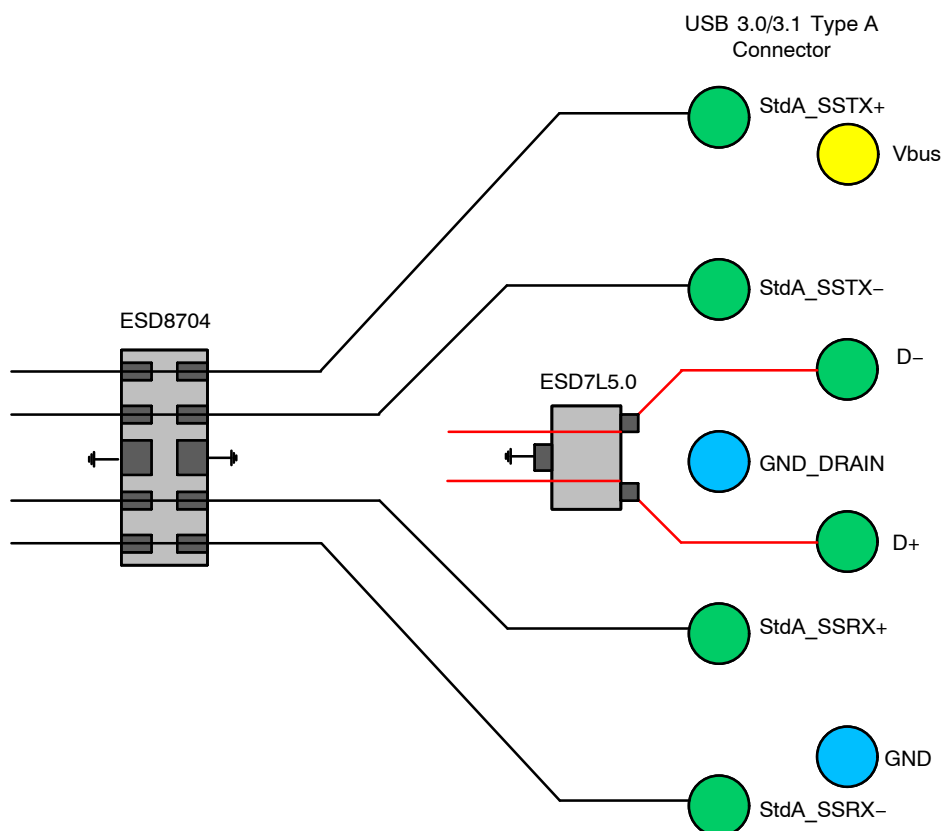 USB 3.0/3.1 Type A
Connector
StdA_SSTX+
Vbus
StdA_SSTX−
ESD8704
D−
ESD7L5.0
GND_DRAIN
D+
StdA_SSRX+
GND
StdA_SSRX−